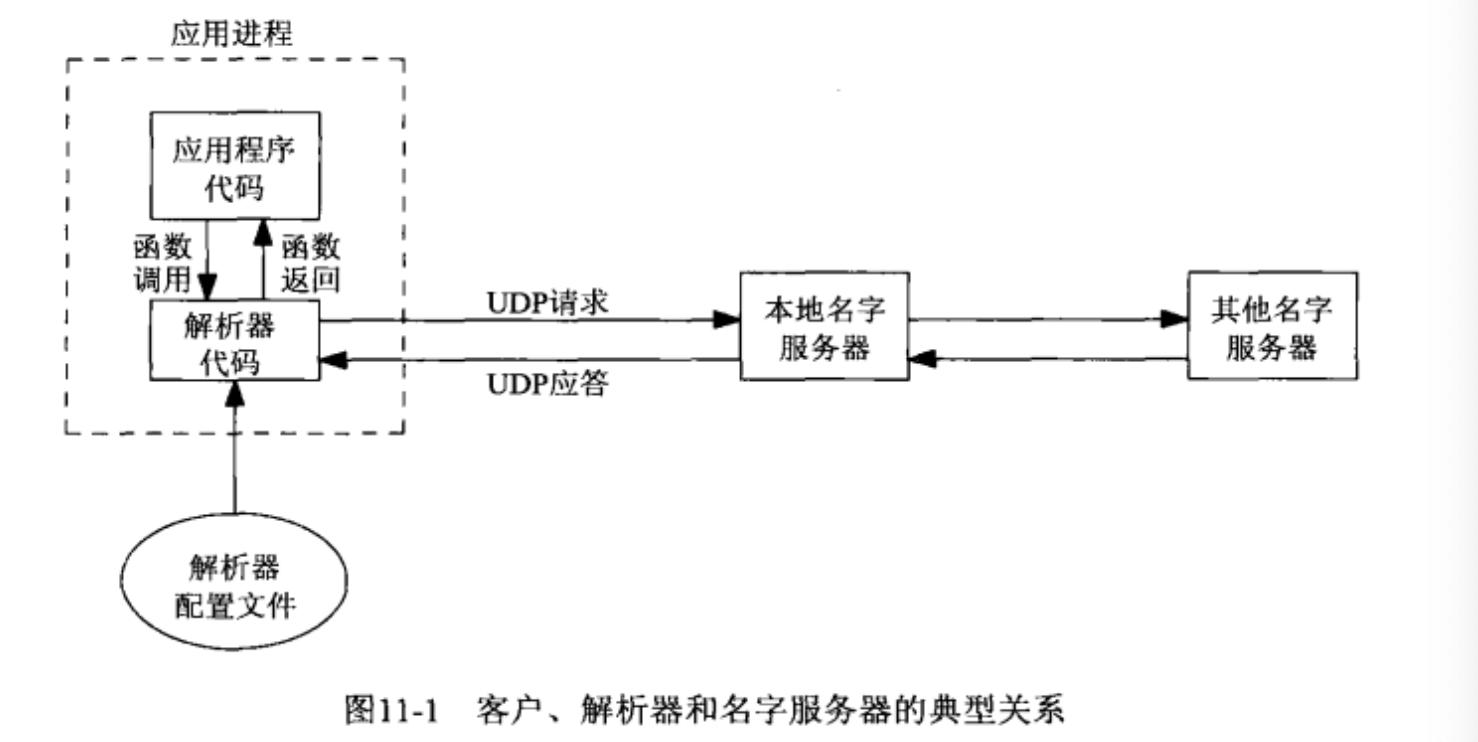 应用进程
应用程序
代码
函数
调用
函数
返回
解析器
代码
UDP请求
UDP应答
本地名字
服务器
其他名字
服务器
解析器
配置文件
图11-1 客户、解析器和名字服务器的典型关系